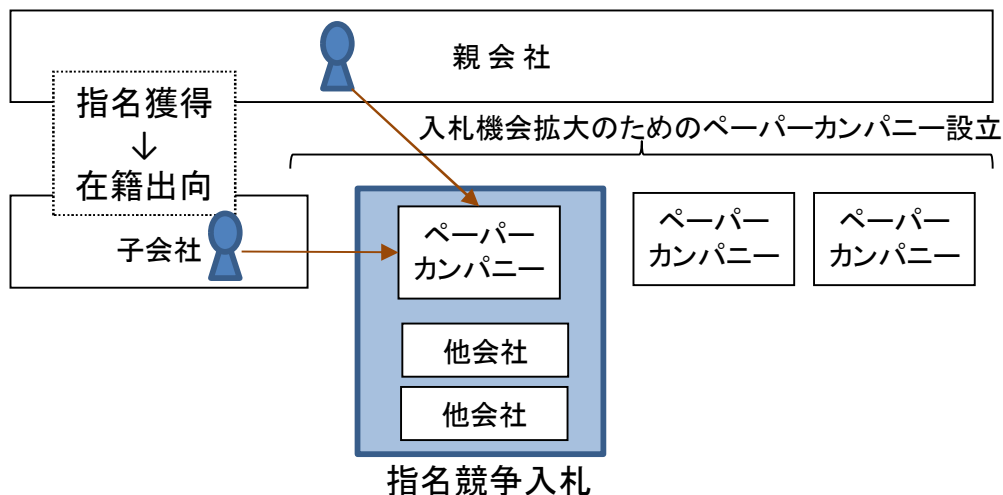 親会社
指名獲得
↓
在籍出向
入札機会拡大のためのペーパーカンパニー設立
子会社
ペーパー
カンパニー
ペーパー
カンパニー
ペーパー
カンパニー
他会社
他会社
指名競争入札